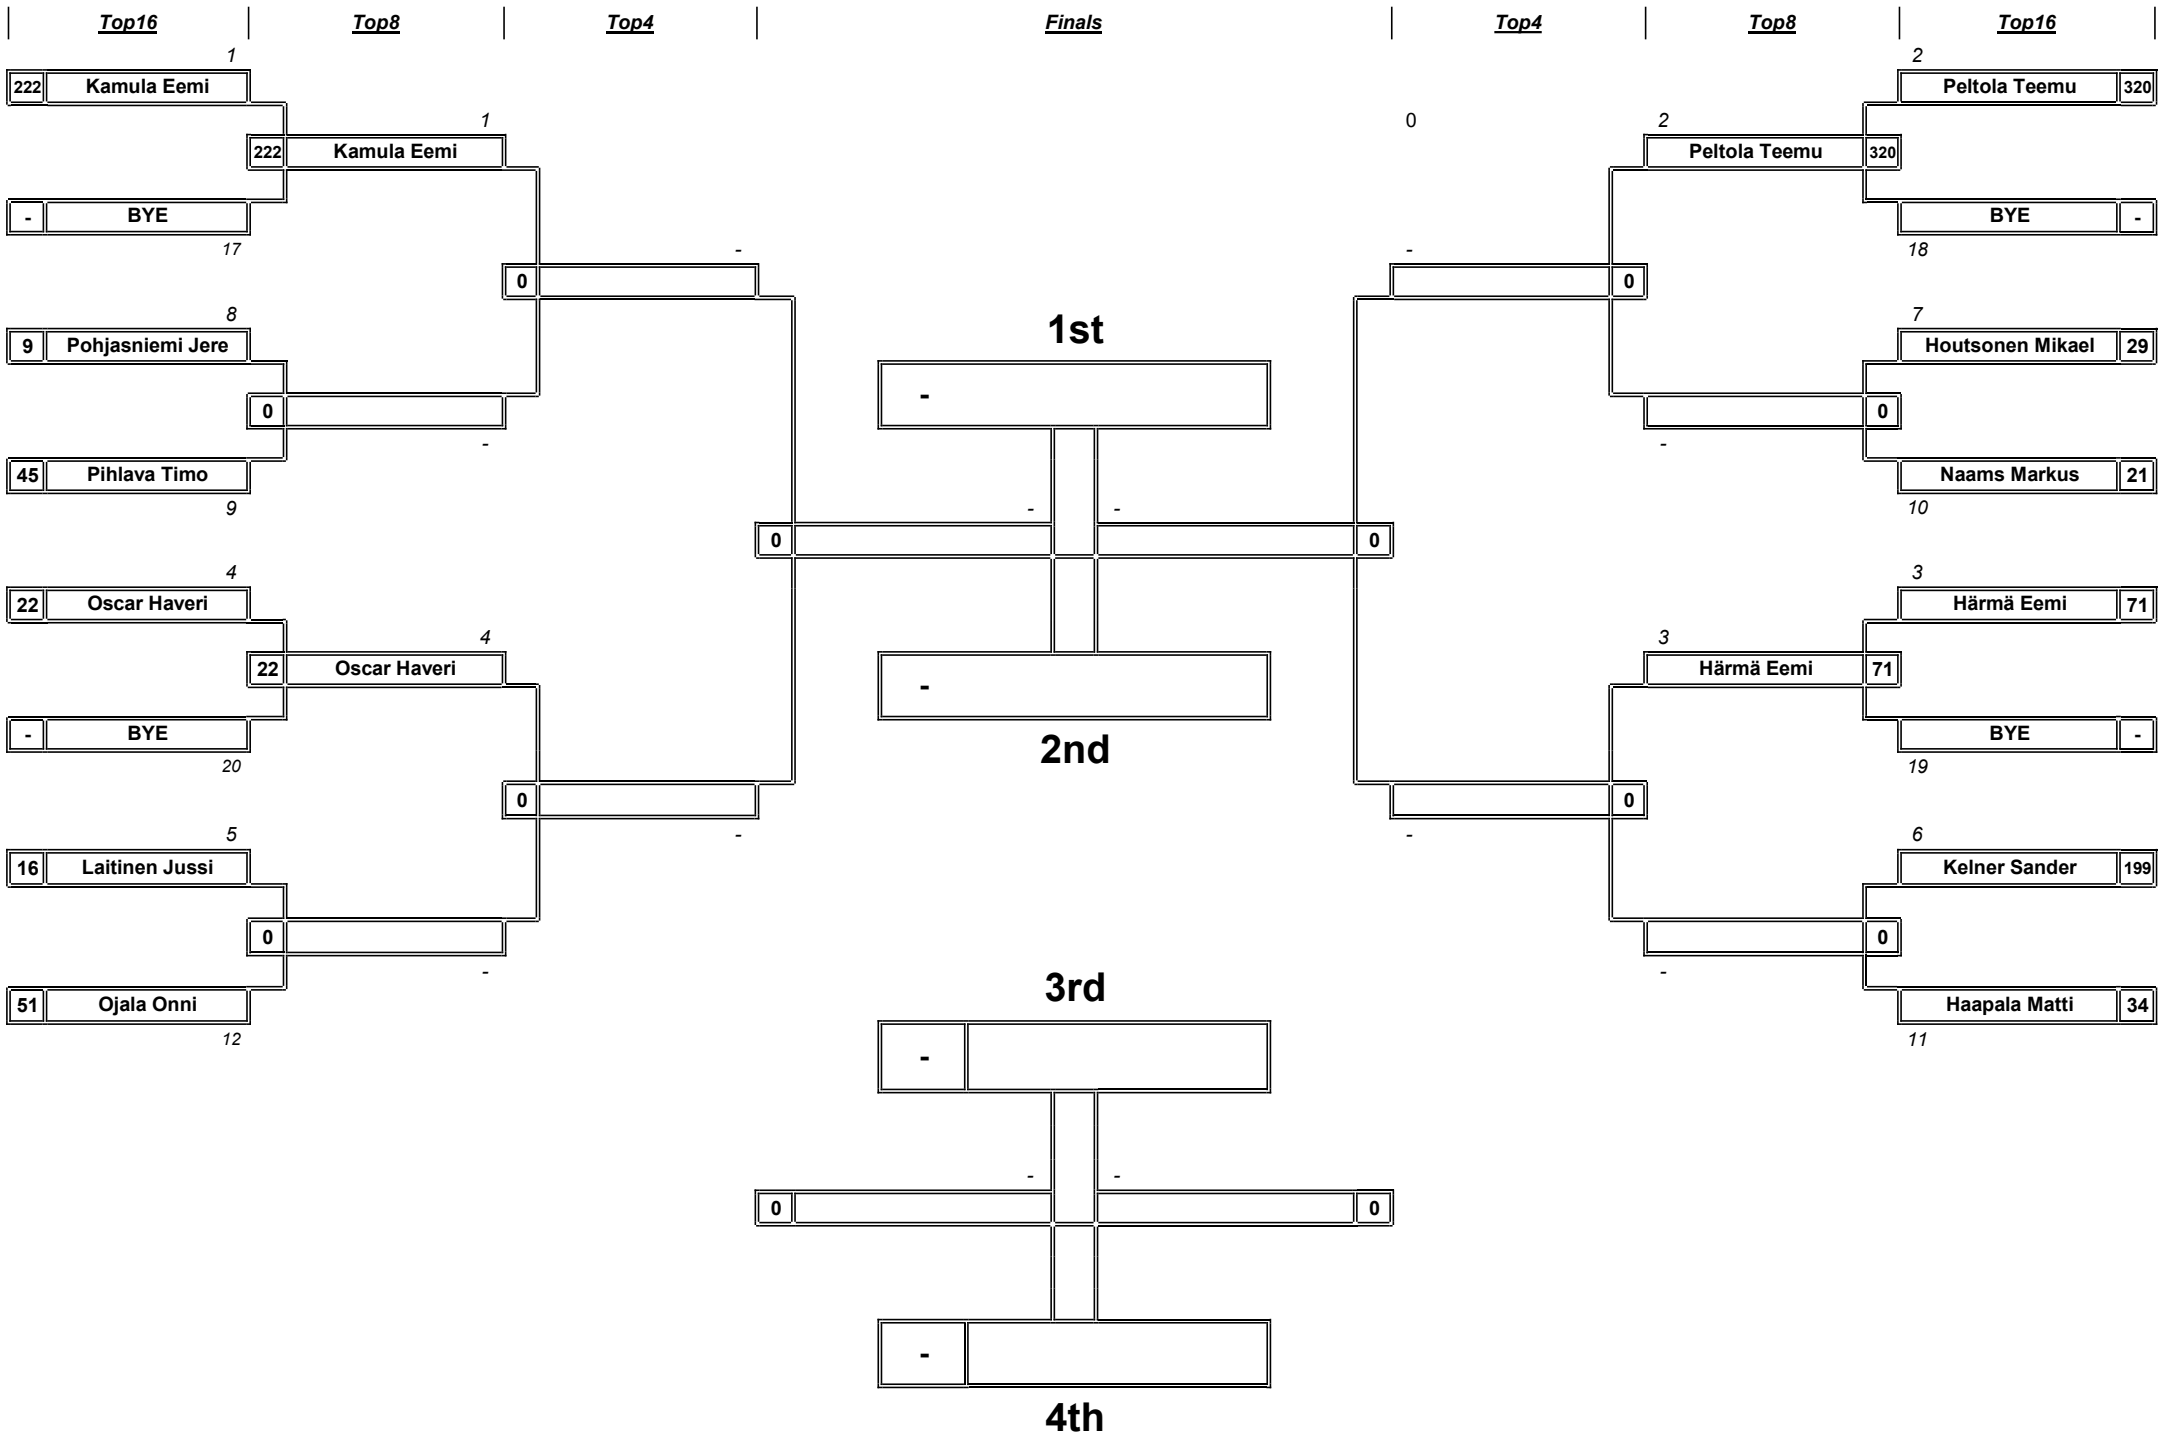 Top16 Top8 Top4 Finals Top4 Top8 Top16
1 2
222 Kamula Eemi Peltola Teemu 320
1 0 2
222 Kamula Eemi Peltola Teemu 320
- BYE BYE -
17 - - 18
0 0
8 7
1st
9 Pohjasniemi Jere Houtsonen Mikael 29
-
0 0
- -
45 Pihlava Timo Naams Markus 21
9 - - 10
0 0
4 3
22 Oscar Haveri Härmä Eemi 71
4 3
22 Oscar Haveri Härmä Eemi 71
-
- BYE BYE -
2nd
20 19
0 0
5 - - 6
16 Laitinen Jussi Kelner Sander 199
0 0
- -
3rd
51 Ojala Onni Haapala Matti 34
12 11
-
- -
0 0
-
4th